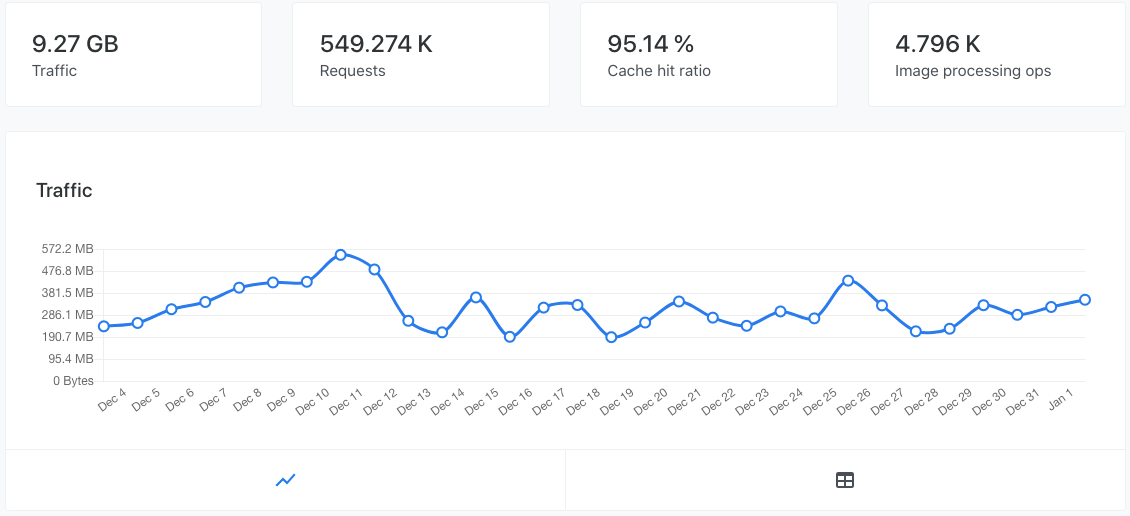 9.27 GB
Traffic
549.274 K
Requests
95.14 %
Cache hit ratio
4.796 K
Image processing ops
Traffic
572.2 MB
476.8 MB
381.5 MB
286.1 MB
190.7 MB
95.4 MB
0 Bytes
Dec 4
Dec 5
Dec 6
Dec 7
Dec 8
Dec 9
Dec 10
Dec 11
Dec 12
Dec 13
Dec 14
Dec 15
Dec 16
Dec 17
Dec 18
Dec 19
Dec 20
Dec 21
Dec 22
Dec 23
Dec 24
Dec 25
Dec 26
Dec 27
Dec 28
Dec 29
Dec 30
Dec 31
Jan 1